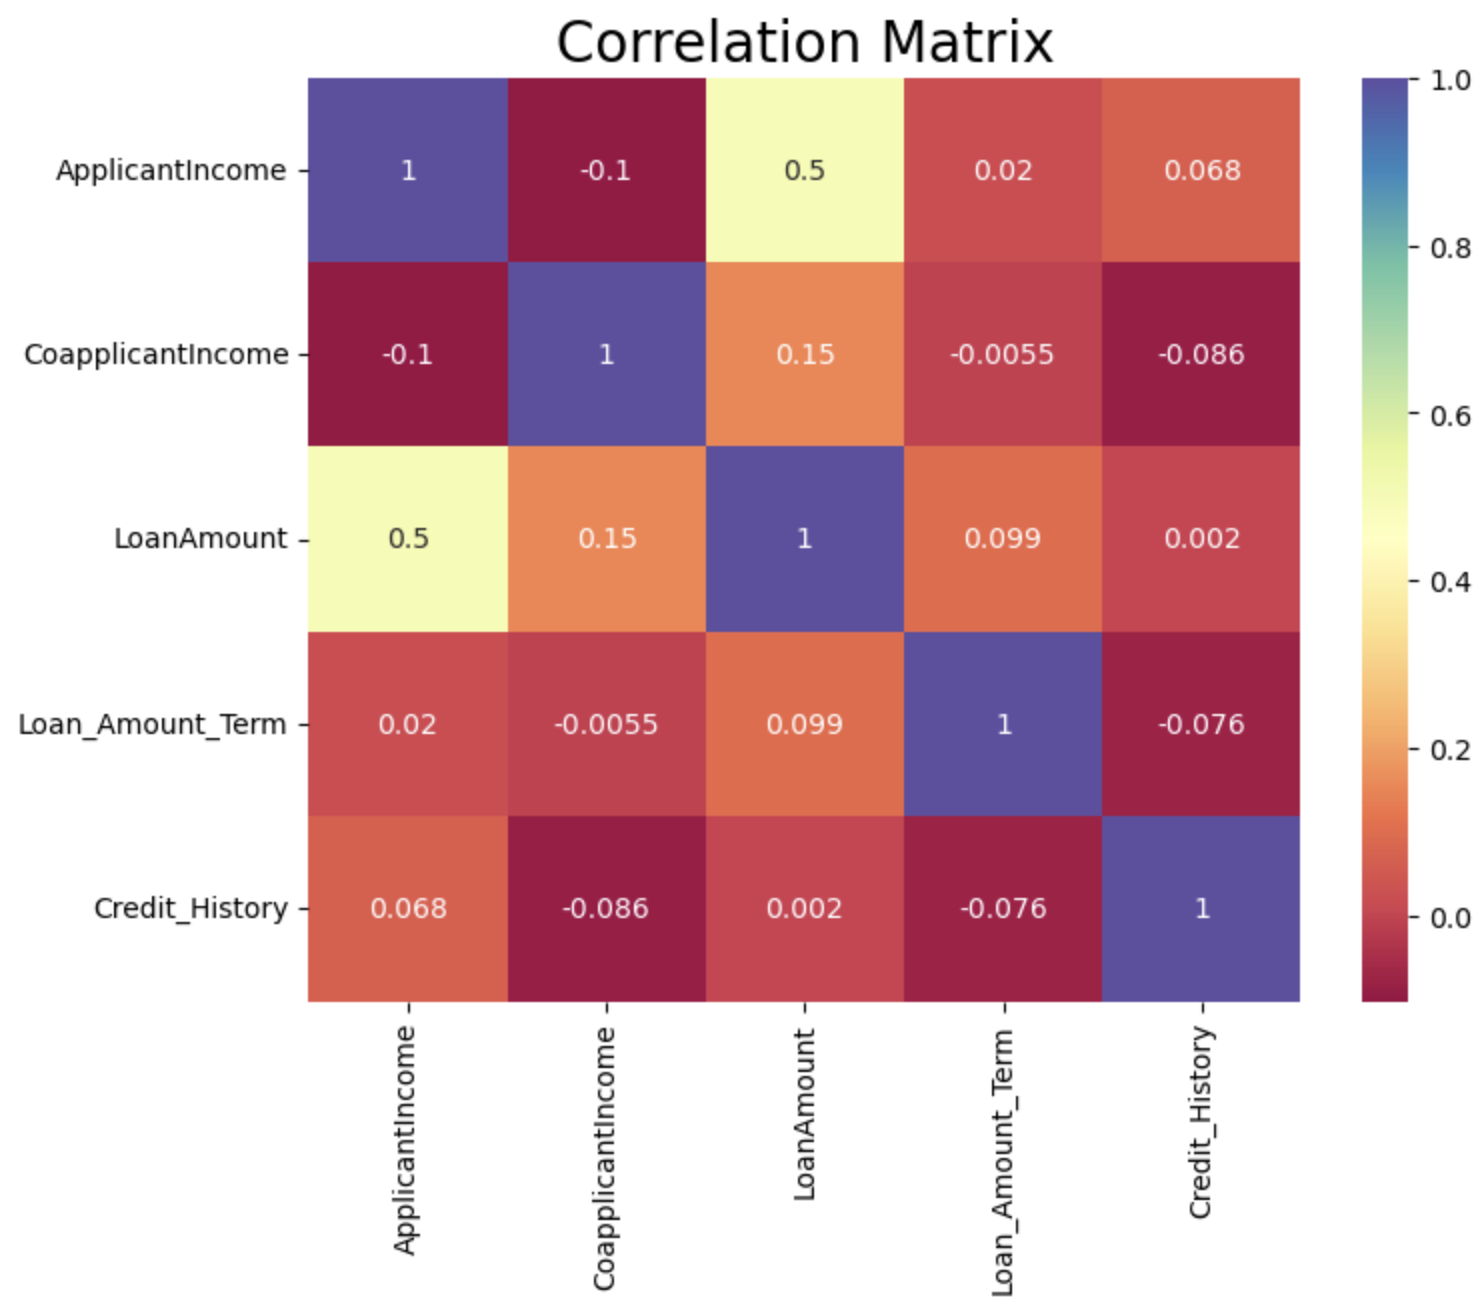 Correlation Matrix
ApplicantIncome 1 -0.1 0.5 0.02 0.068
CoapplicantIncome -0.1 1 0.15 -0.0055 -0.086
LoanAmount 0.5 0.15 1 0.099 0.002
Loan_Amount_Term 0.02 -0.0055 0.099 1 -0.076
Credit_History 0.068 -0.086 0.002 -0.076 1
ApplicantIncome
CoapplicantIncome
LoanAmount
Loan_Amount_Term
Credit_History
1.0
0.8
0.6
0.4
0.2
0.0